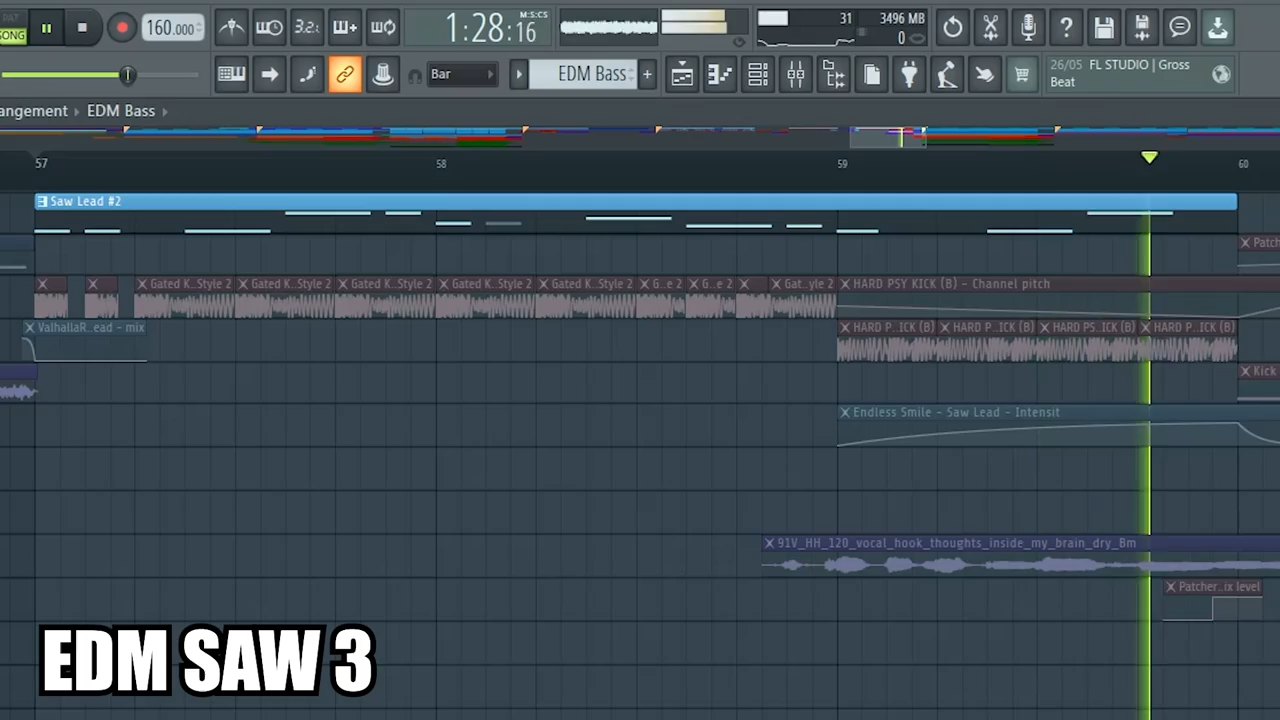 PAT
SONG
160.000
3.2.
1:28:16
M:S:CS
31
3496 MB
0
Bar
EDM Bass
26/05 FL STUDIO | Gross
Beat
angement
EDM Bass
57
58
59
60
Saw Lead #2
Patch
Gated K..Style 2
Gated K..Style 2
Gated K..Style 2
Gated K..Style 2
Gated K..Style 2
G..e 2
G..e 2
Gat..yle 2
HARD PSY KICK (B) - Channel pitch
ValhallaR..ead - mix
HARD P...ICK (B)
HARD P...ICK (B)
HARD PS...ICK (B)
HARD P...ICK (B)
Kick
Endless Smile - Saw Lead - Intensit
91V_HH_120_vocal_hook_thoughts_inside_my_brain_dry_Bm
Patcher..ix level
EDM SAW 3